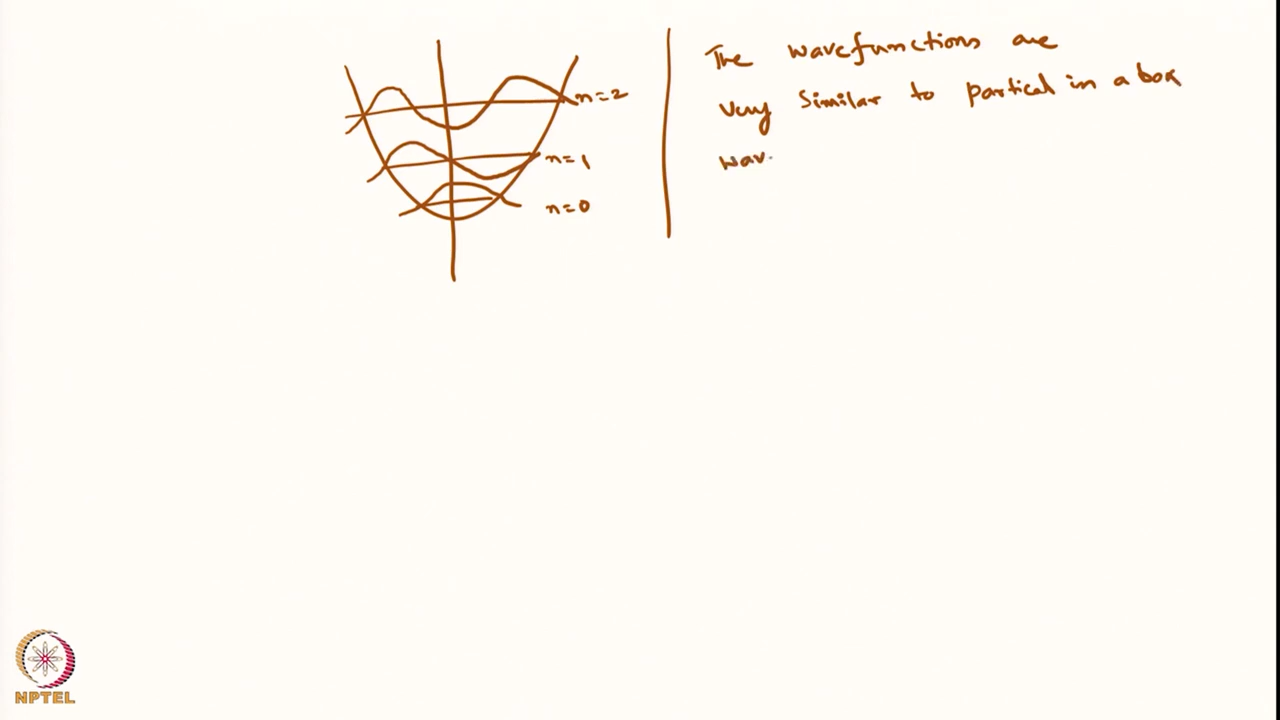 n=2
n=1
n=0
The wavefunctions are
very similar to partical in a box
wav
NPTEL